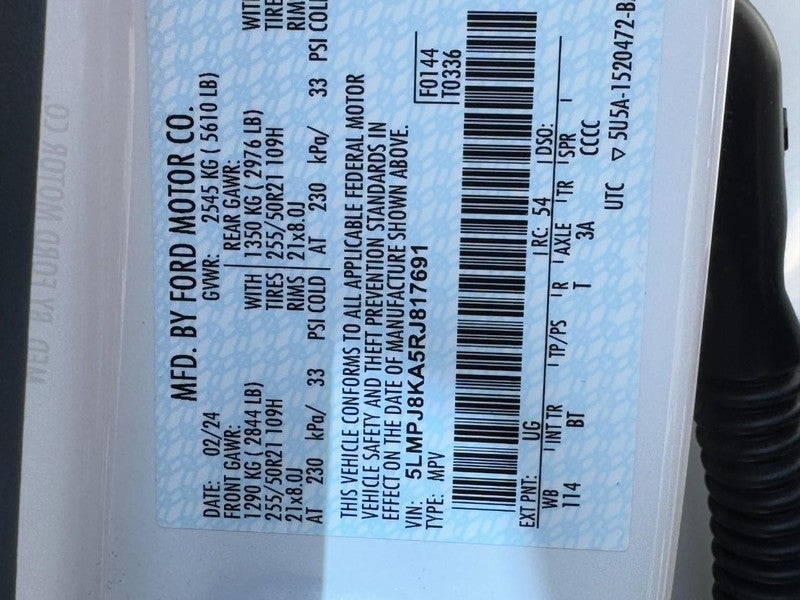 MFD. BY FORD MOTOR CO.
DATE: 02/24 GVWR: 2545 KG ( 5610 LB)
FRONT GAWR: REAR GAWR:
1290 KG ( 2844 LB) WITH 1350 KG ( 2976 LB) WITH
255/50R21 109H TIRES 255/50R21 109H TIRE
21x8.0J RIMS 21x8.0J RIM
AT 230 kPa/ 33 PSI COLD AT 230 kPa/ 33 PSI COLD
THIS VEHICLE CONFORMS TO ALL APPLICABLE FEDERAL MOTOR
VEHICLE SAFETY AND THEFT PREVENTION STANDARDS IN
EFFECT ON THE DATE OF MANUFACTURE SHOWN ABOVE.
VIN: 5LMPJ8KA5RJ817691
TYPE: MPV
F0144
T0336
EXT PNT: UG RC: 54 DSO:
WB INT TR TP/PS R AXLE TR SPR
114 BT T 3A CCCC
UTC ▽ 5U5A-1520472-B